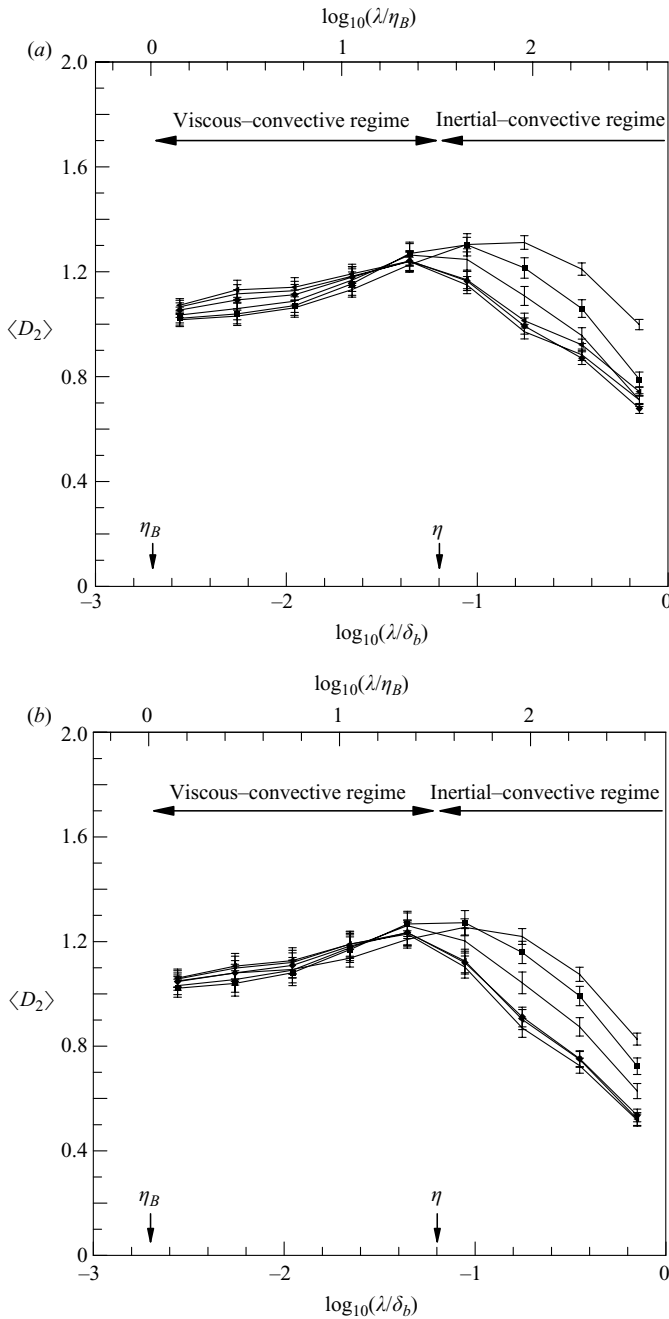 log10(λ/ηB)
(a) 0 1 2
2.0
Viscous–convective regime Inertial–convective regime
1.6
1.2
⟨D2⟩
0.8
0.4
ηB η
0
–3 –2 –1 0
log10(λ/δb)
log10(λ/ηB)
(b) 0 1 2
2.0
Viscous–convective regime Inertial–convective regime
1.6
1.2
⟨D2⟩
0.8
0.4
ηB η
0
–3 –2 –1 0
log10(λ/δb)